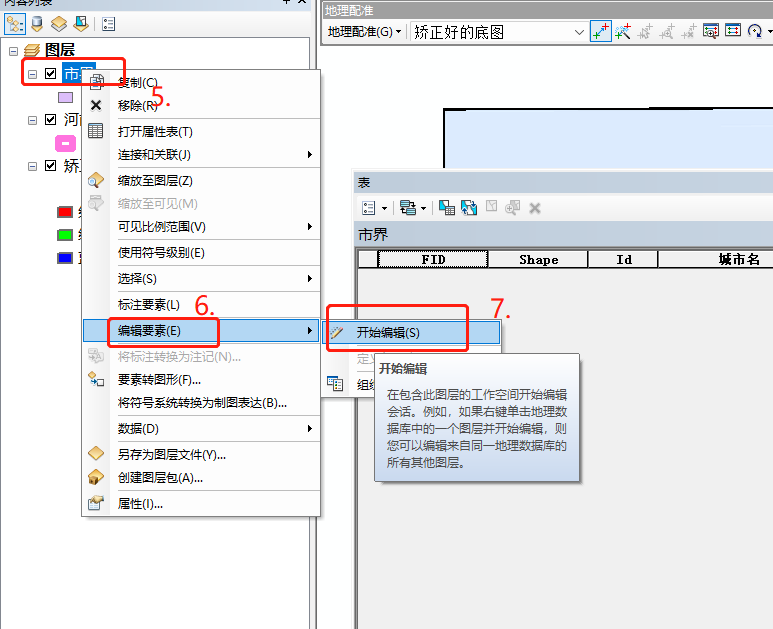 内容列表
图层
市界
河南
矫正
复制(C)
5.
移除(R)
打开属性表(T)
连接和关联(J)
缩放至图层(Z)
缩放至可见(M)
可见比例范围(V)
使用符号级别(E)
选择(S)
标注要素(L)
6.
编辑要素(E)
将标注转换为注记(N)...
要素转图形(F)...
将符号系统转换为制图表达(B)...
数据(D)
另存为图层文件(Y)...
创建图层包(A)...
属性(I)...
7.
开始编辑(S)
定义
组织
开始编辑
在包含此图层的工作空间开始编辑
会话。例如，如果右键单击地理数
据库中的一个图层并开始编辑，则
您可以编辑来自同一地理数据库的
所有其他图层。
地理配准
地理配准(G)
矫正好的底图
表
市界
FID Shape Id 城市名